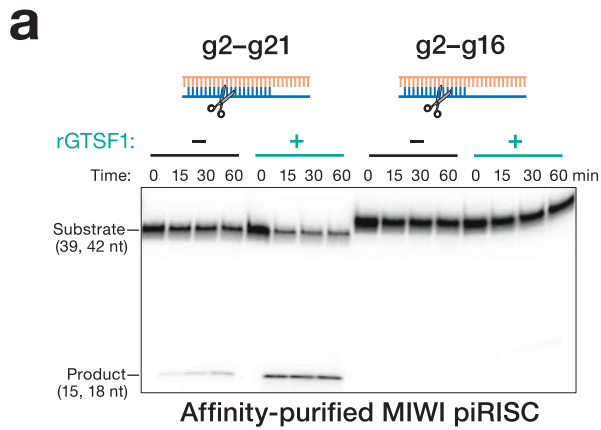 a
g2–g21 g2–g16
rGTSF1: – + – +
Time: 0 15 30 60 0 15 30 60 0 15 30 60 0 15 30 60 min
Substrate
(39, 42 nt)
Product
(15, 18 nt)
Affinity-purified MIWI piRISC